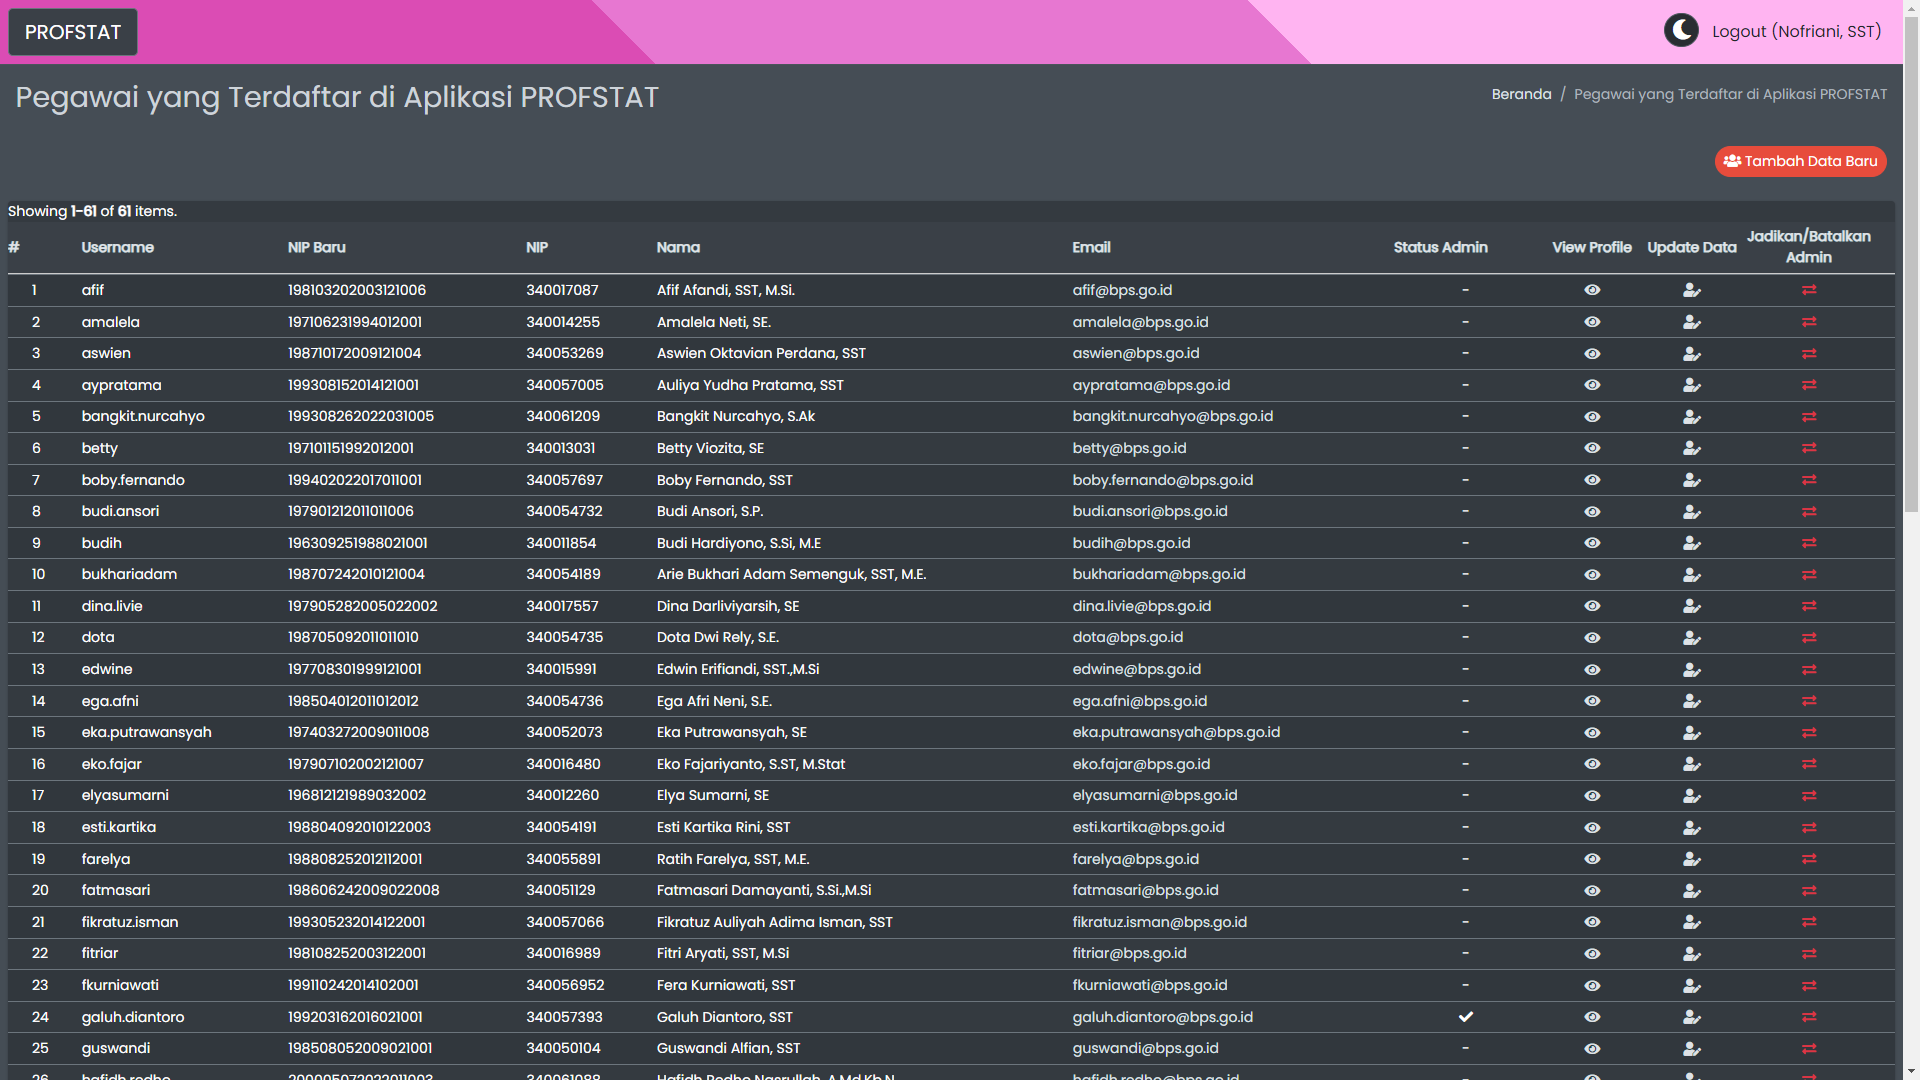 PROFSTAT
Logout (Nofriani, SST)
Pegawai yang Terdaftar di Aplikasi PROFSTAT
Beranda / Pegawai yang Terdaftar di Aplikasi PROFSTAT
Tambah Data Baru
Showing 1-61 of 61 items.
# Username NIP Baru NIP Nama Email Status Admin View Profile Update Data Jadikan/Batalkan Admin
1 afif 198103202003121006 340017087 Afif Afandi, SST, M.Si. afif@bps.go.id -
2 amalela 197106231994012001 340014255 Amalela Neti, SE. amalela@bps.go.id -
3 aswien 198710172009121004 340053269 Aswien Oktavian Perdana, SST aswien@bps.go.id -
4 aypratama 199308152014121001 340057005 Auliya Yudha Pratama, SST aypratama@bps.go.id -
5 bangkit.nurcahyo 199308262022031005 340061209 Bangkit Nurcahyo, S.Ak bangkit.nurcahyo@bps.go.id -
6 betty 197101151992012001 340013031 Betty Viozita, SE betty@bps.go.id -
7 boby.fernando 199402022017011001 340057697 Boby Fernando, SST boby.fernando@bps.go.id -
8 budi.ansori 197901212011011006 340054732 Budi Ansori, S.P. budi.ansori@bps.go.id -
9 budih 196309251988021001 340011854 Budi Hardiyono, S.Si, M.E budih@bps.go.id -
10 bukhariadam 198707242010121004 340054189 Arie Bukhari Adam Semenguk, SST, M.E. bukhariadam@bps.go.id -
11 dina.livie 197905282005022002 340017557 Dina Darliviyarsih, SE dina.livie@bps.go.id -
12 dota 198705092011011010 340054735 Dota Dwi Rely, S.E. dota@bps.go.id -
13 edwine 197708301999121001 340015991 Edwin Erifiandi, SST.,M.Si edwine@bps.go.id -
14 ega.afni 198504012011012012 340054736 Ega Afri Neni, S.E. ega.afni@bps.go.id -
15 eka.putrawansyah 197403272009011008 340052073 Eka Putrawansyah, SE eka.putrawansyah@bps.go.id -
16 eko.fajar 197907102002121007 340016480 Eko Fajariyanto, S.ST, M.Stat eko.fajar@bps.go.id -
17 elyasumarni 196812121989032002 340012260 Elya Sumarni, SE elyasumarni@bps.go.id -
18 esti.kartika 198804092010122003 340054191 Esti Kartika Rini, SST esti.kartika@bps.go.id -
19 farelya 198808252012112001 340055891 Ratih Farelya, SST, M.E. farelya@bps.go.id -
20 fatmasari 198606242009022008 340051129 Fatmasari Damayanti, S.Si.,M.Si fatmasari@bps.go.id -
21 fikratuz.isman 199305232014122001 340057066 Fikratuz Auliyah Adima Isman, SST fikratuz.isman@bps.go.id -
22 fitriar 198108252003122001 340016989 Fitri Aryati, SST, M.Si fitriar@bps.go.id -
23 fkurniawati 199110242014102001 340056952 Fera Kurniawati, SST fkurniawati@bps.go.id -
24 galuh.diantoro 199203162016021001 340057393 Galuh Diantoro, SST galuh.diantoro@bps.go.id
25 guswandi 198508052009021001 340050104 Guswandi Alfian, SST guswandi@bps.go.id -
26 hafidh.redho 200005072022011003 340061088 Hafidh Redho Nasrullah, A.Md.Kb.N hafidh.redho@bps.go.id